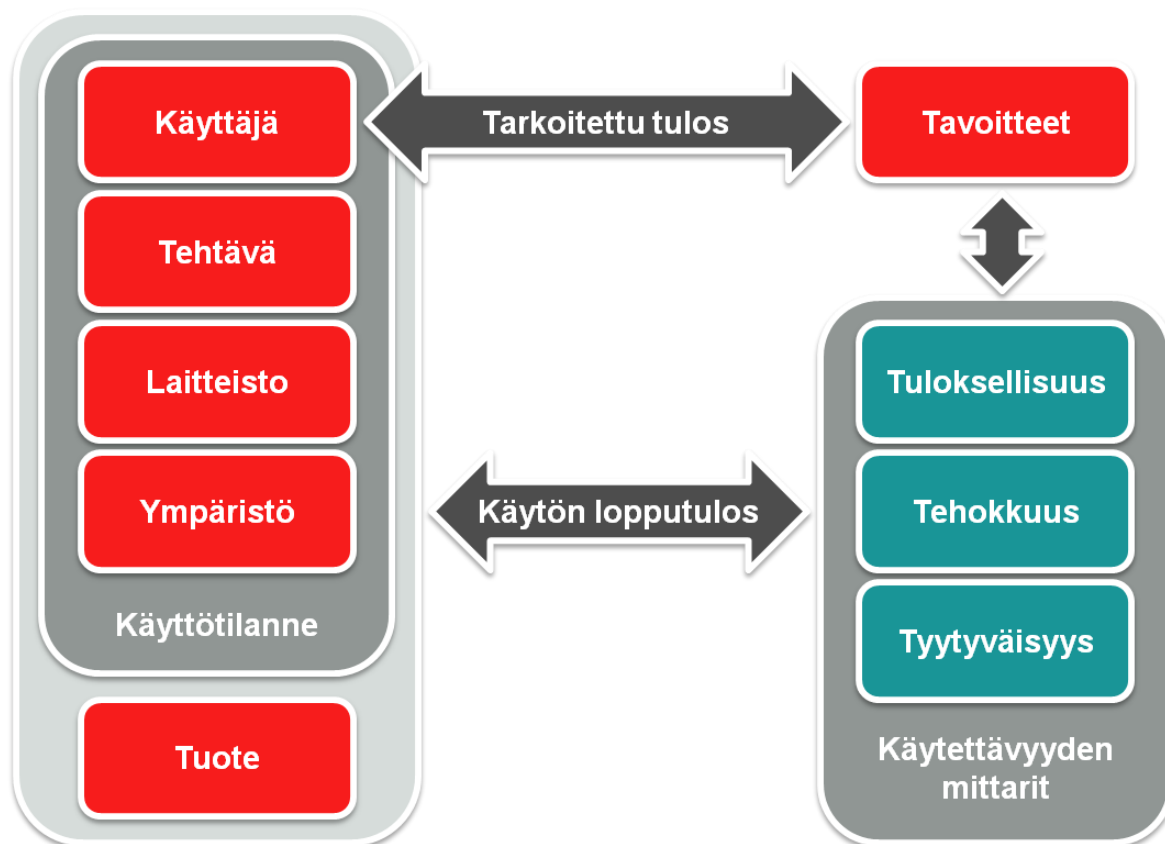 Käyttäjä
Tarkoitettu tulos
Tavoitteet
Tehtävä
Laitteisto
Tuloksellisuus
Ympäristö
Käytön lopputulos
Tehokkuus
Käyttötilanne
Tyytyväisyys
Tuote
Käytettävyyden
mittarit